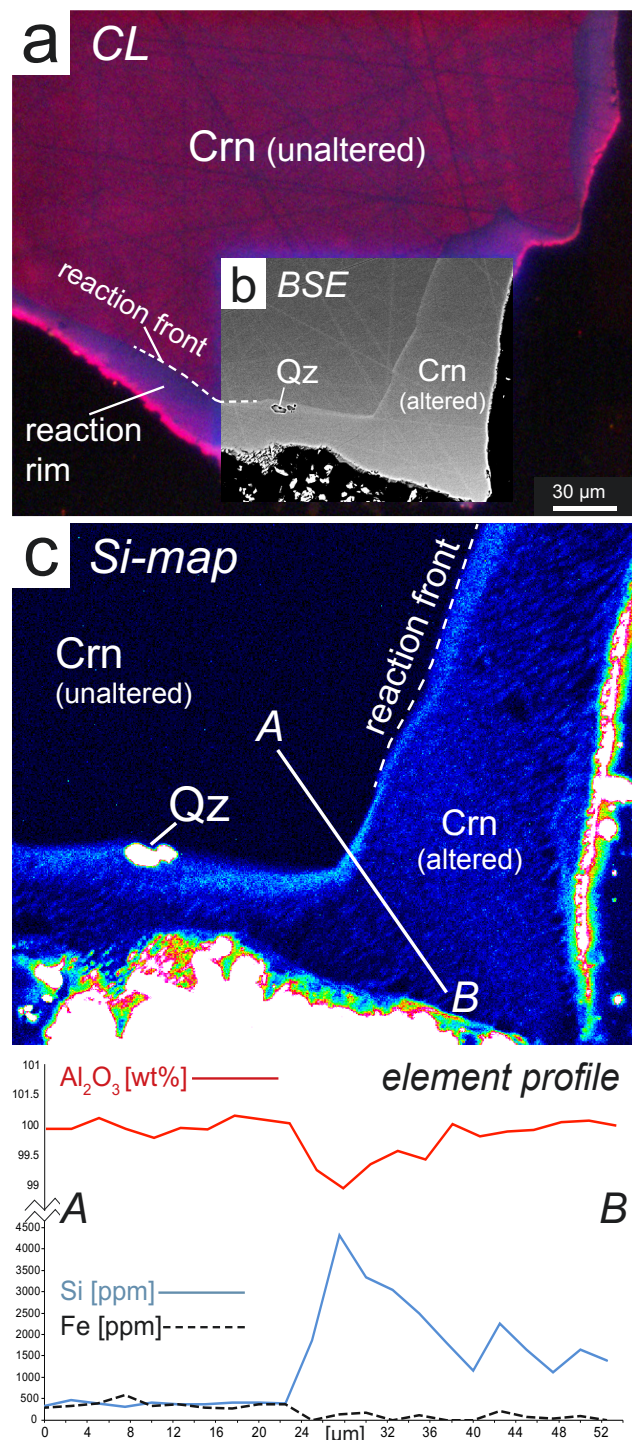 a CL
Crn (unaltered)
reaction front
reaction
rim
b BSE
Qz
Crn
(altered)
30 µm
c Si-map
Crn
(unaltered)
reaction front
A
Qz
Crn
(altered)
B
101
Al2O3 [wt%]
element profile
101.5
100
99.5
99
A
B
4500
4000
3500
3000
Si [ppm]
2500
2000
Fe [ppm]
1500
1000
500
0
0 4 8 12 16 20 24 [um] 28 32 36 40 44 48 52